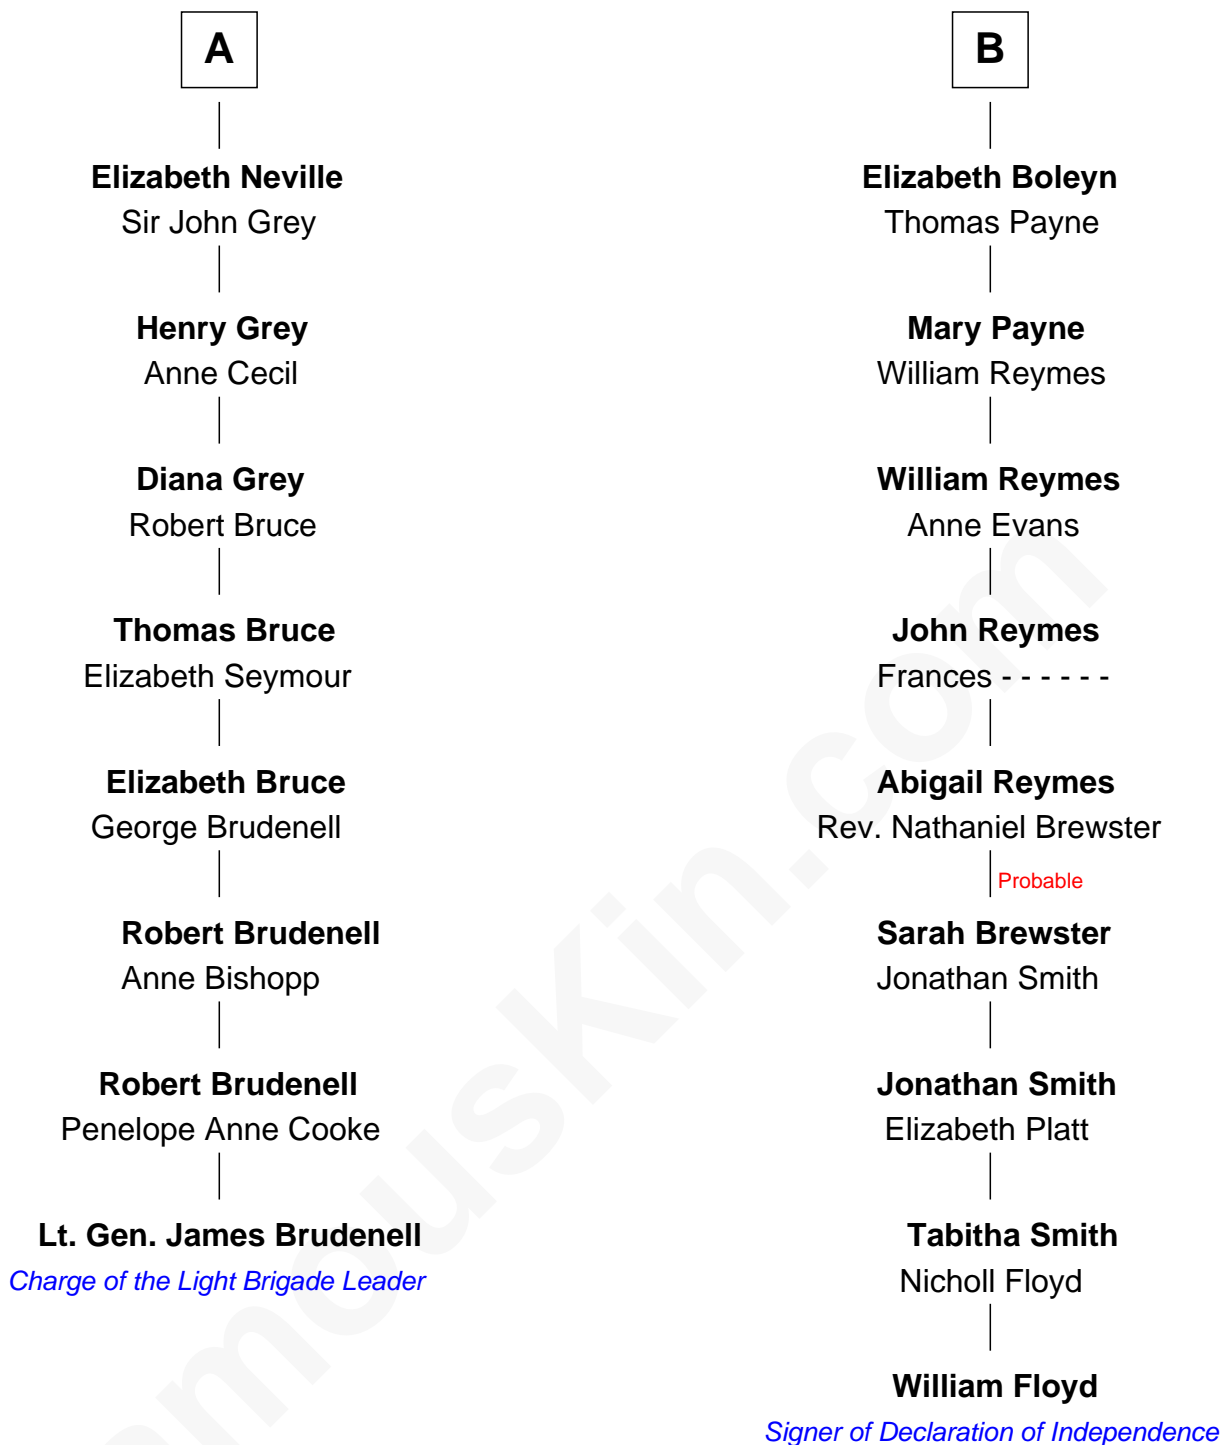 A
Elizabeth Neville
Sir John Grey
Henry Grey
Anne Cecil
Diana Grey
Robert Bruce
Thomas Bruce
Elizabeth Seymour
Elizabeth Bruce
George Brudenell
Robert Brudenell
Anne Bishopp
Robert Brudenell
Penelope Anne Cooke
Lt. Gen. James Brudenell
Charge of the Light Brigade Leader
B
Elizabeth Boleyn
Thomas Payne
Mary Payne
William Reymes
William Reymes
Anne Evans
John Reymes
Frances - - - - - -
Abigail Reymes
Rev. Nathaniel Brewster
Probable
Sarah Brewster
Jonathan Smith
Jonathan Smith
Elizabeth Platt
Tabitha Smith
Nicholl Floyd
William Floyd
Signer of Declaration of Independence
amousKin.com